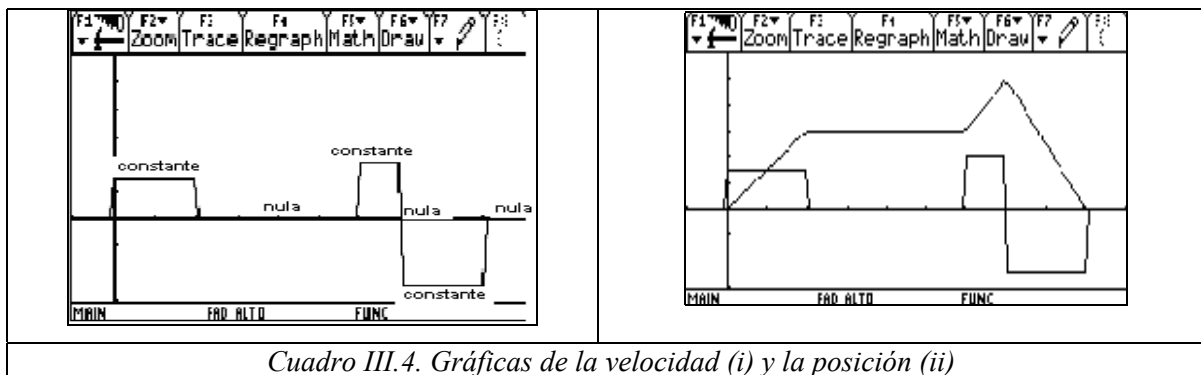 F1 F2 F3 F4 F5 F6 F7 F8
Zoom Trace Regraph Math Draw
constante
constante
nula
nula
nula
constante
MAIN FAD ALTO FUNC
F1 F2 F3 F4 F5 F6 F7 F8
Zoom Trace Regraph Math Draw
MAIN FAD ALTO FUNC
Cuadro III.4. Gráficas de la velocidad (i) y la posición (ii)